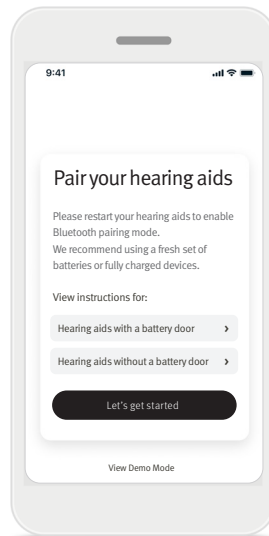 9:41
Pair your hearing aids
Please restart your hearing aids to enable
Bluetooth pairing mode.
We recommend using a fresh set of
batteries or fully charged devices.
View instructions for:
Hearing aids with a battery door
Hearing aids without a battery door
Let's get started
View Demo Mode